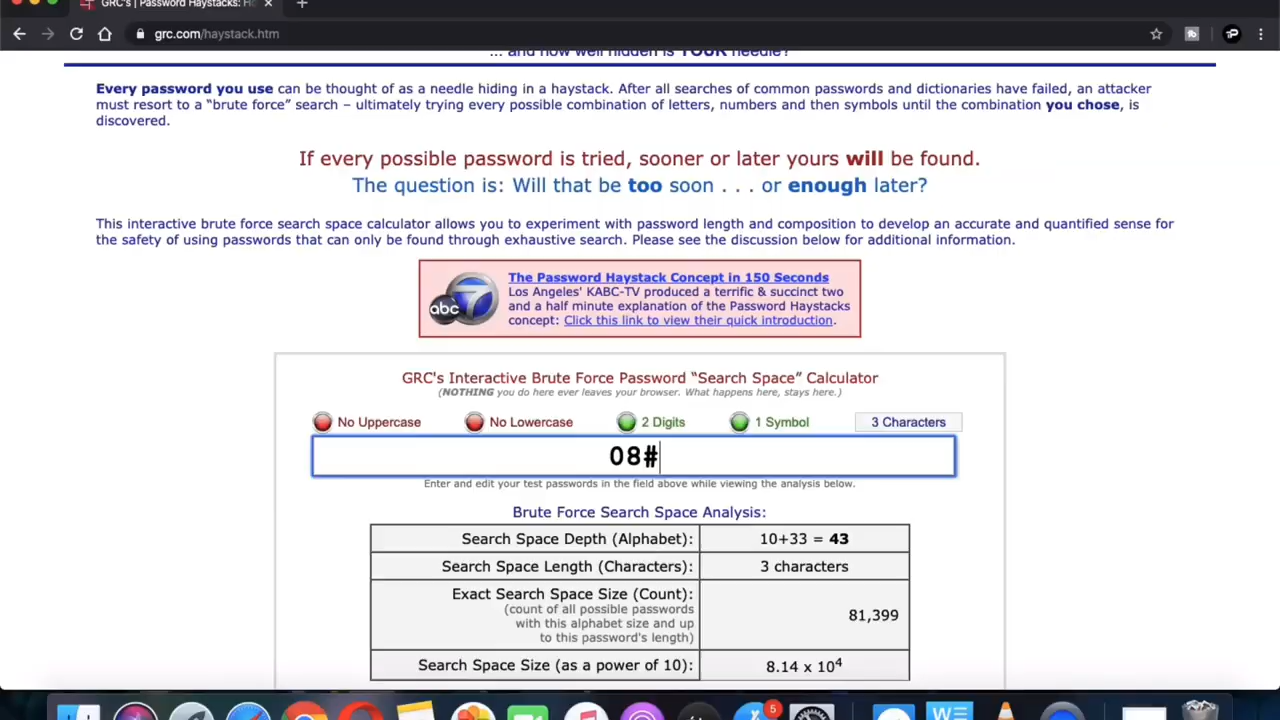 GRC's | Password Haystacks: Ho
grc.com/haystack.htm
... and how well hidden is YOUR needle?
Every password you use can be thought of as a needle hiding in a haystack. After all searches of common passwords and dictionaries have failed, an attacker
must resort to a “brute force” search – ultimately trying every possible combination of letters, numbers and then symbols until the combination you chose, is
discovered.
If every possible password is tried, sooner or later yours will be found.
The question is: Will that be too soon . . . or enough later?
This interactive brute force search space calculator allows you to experiment with password length and composition to develop an accurate and quantified sense for
the safety of using passwords that can only be found through exhaustive search. Please see the discussion below for additional information.
abc 7
The Password Haystack Concept in 150 Seconds
Los Angeles' KABC-TV produced a terrific & succinct two
and a half minute explanation of the Password Haystacks
concept: Click this link to view their quick introduction.
GRC's Interactive Brute Force Password “Search Space” Calculator
(NOTHING you do here ever leaves your browser. What happens here, stays here.)
No Uppercase No Lowercase 2 Digits 1 Symbol 3 Characters
08#
Enter and edit your test passwords in the field above while viewing the analysis below.
Brute Force Search Space Analysis:
Search Space Depth (Alphabet): 10+33 = 43
Search Space Length (Characters): 3 characters
Exact Search Space Size (Count):
(count of all possible passwords
with this alphabet size and up
to this password's length)
81,399
Search Space Size (as a power of 10): 8.14 x 10⁴
5
W